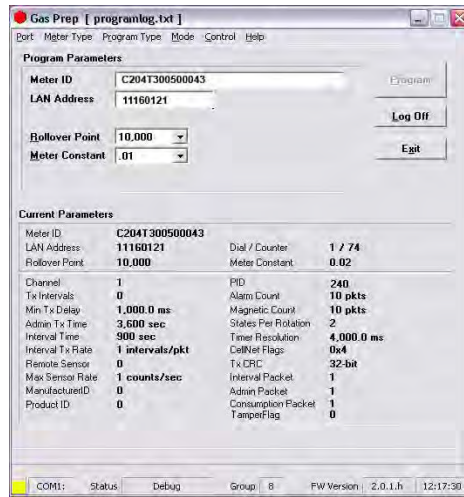 Gas Prep [ programlog.txt ]
Port Meter Type Program Type Mode Control Help
Program Parameters
Meter ID C204T300500043
Program
LAN Address 11160121
Log Off
Rollover Point 10,000
Exit
Meter Constant .01
Current Parameters
Meter ID C204T300500043
LAN Address 11160121 Dial / Counter 1 / 74
Rollover Point 10,000 Meter Constant 0.02
Channel 1 PID 240
Tx Intervals 0 Alarm Count 10 pkts
Min Tx Delay 1,000.0 ms Magnetic Count 10 pkts
Admin Tx Time 3,600 sec States Per Rotation 2
Interval Time 900 sec Timer Resolution 4,000.0 ms
Interval Tx Rate 1 intervals/pkt CellNet Flags 0x4
Remote Sensor 0 Tx CRC 32-bit
Max Sensor Rate 1 counts/sec Interval Packet 1
ManufacturerID 0 Admin Packet 1
Product ID 0 Consumption Packet 1
TamperFlag 0
COM1: Status Debug Group 8 FW Version 2.0.1.h 12:17:30